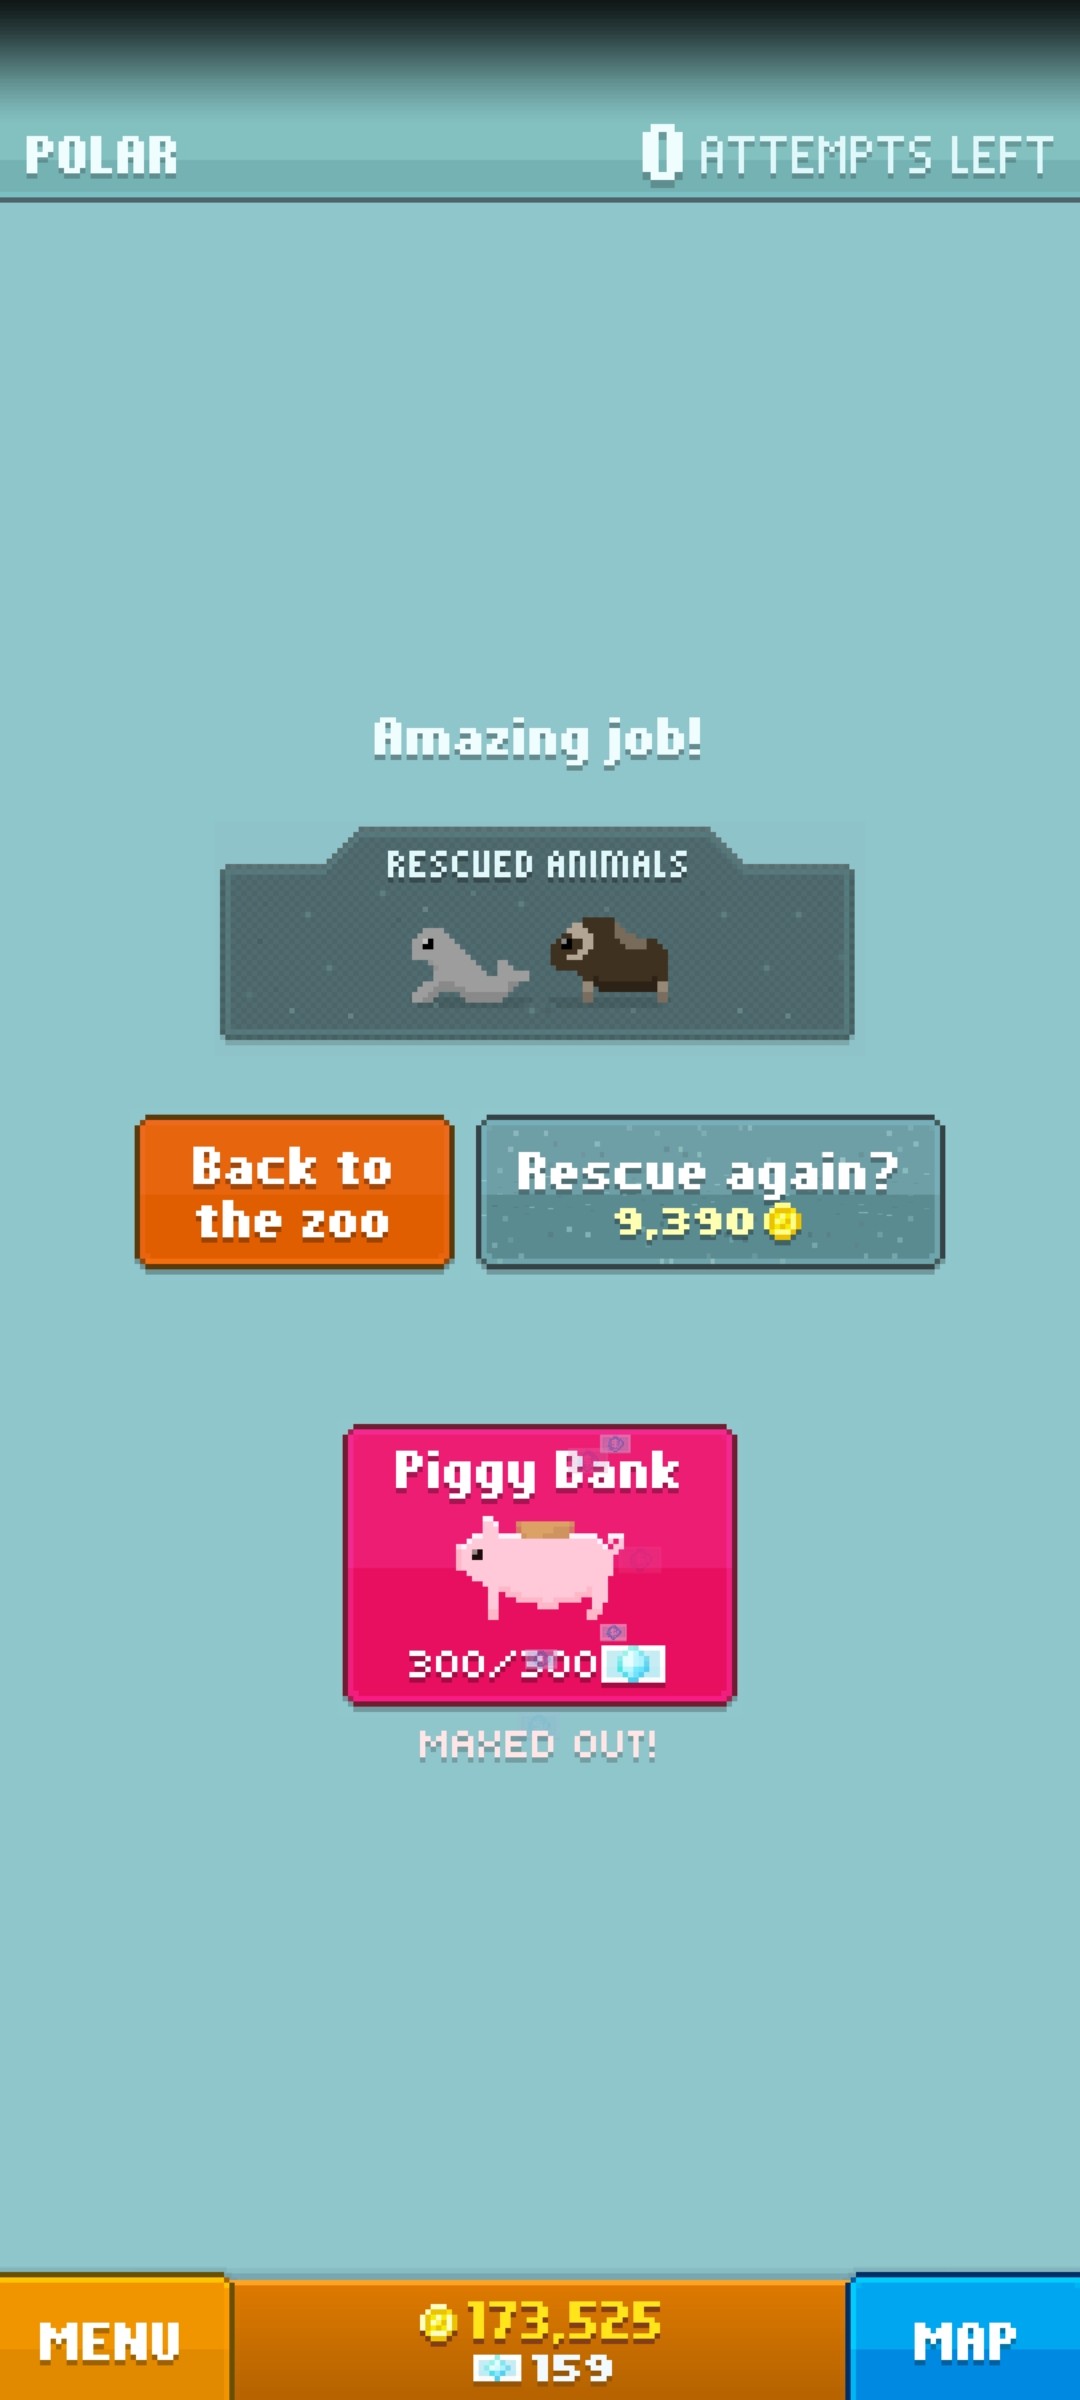 POLAR
0 ATTEMPTS LEFT
Amazing job!
RESCUED ANIMALS
Back to
the zoo
Rescue again?
9,390
Piggy Bank
300/300
MAXED OUT!
MENU
173,525
159
MAP